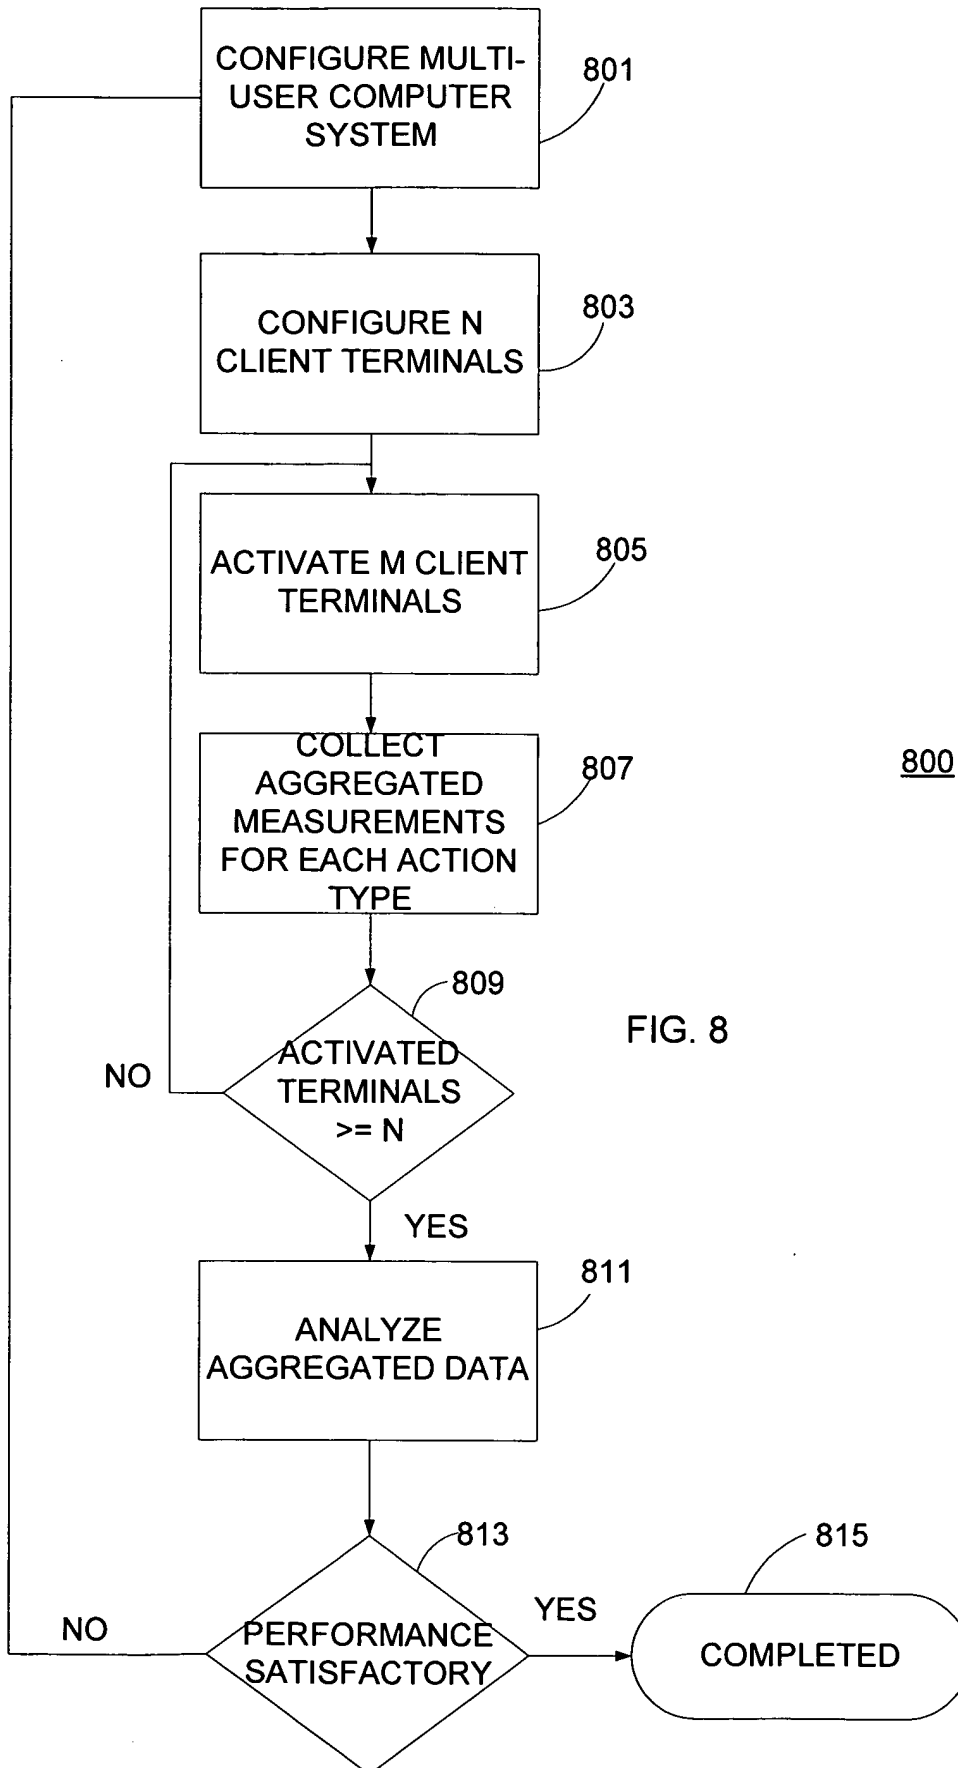 CONFIGURE MULTI-
USER COMPUTER
SYSTEM
801
CONFIGURE N
CLIENT TERMINALS
803
ACTIVATE M CLIENT
TERMINALS
805
COLLECT
AGGREGATED
MEASUREMENTS
FOR EACH ACTION
TYPE
807
800
809
ACTIVATED
TERMINALS
>= N
NO
FIG. 8
YES
811
ANALYZE
AGGREGATED DATA
813
PERFORMANCE
SATISFACTORY
NO
YES
815
COMPLETED